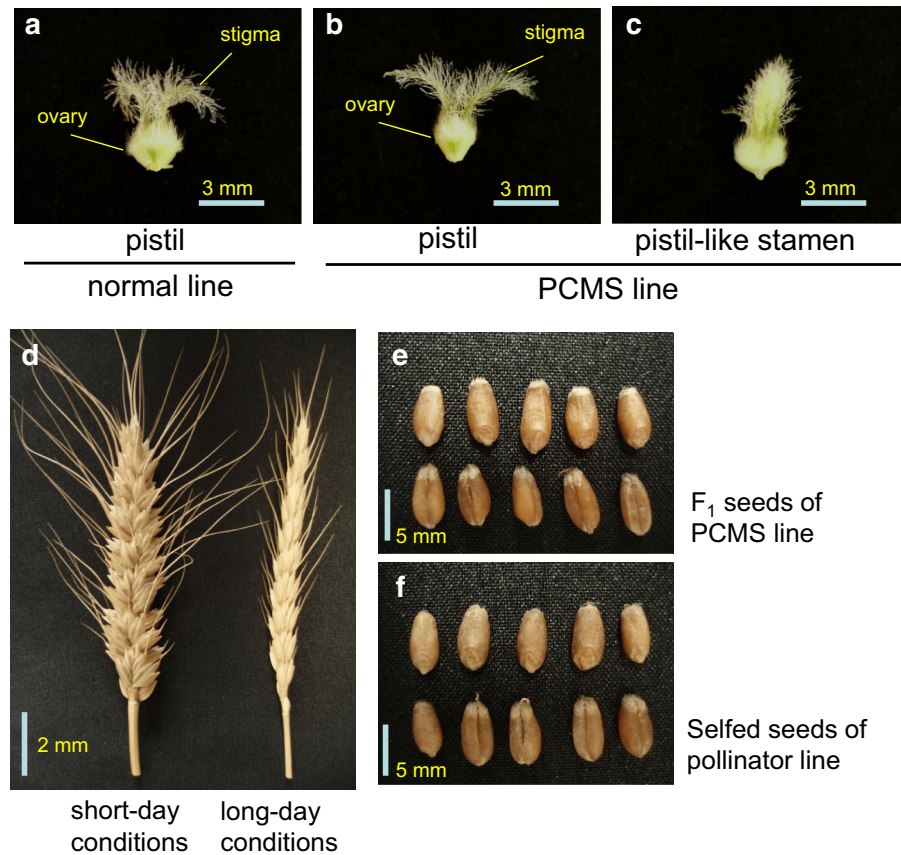 a
stigma
ovary
3 mm
pistil
normal line
b
stigma
ovary
3 mm
pistil
c
3 mm
pistil-like stamen
PCMS line
d
2 mm
short-day
conditions
long-day
conditions
e
5 mm
F₁ seeds of
PCMS line
f
5 mm
Selfed seeds of
pollinator line